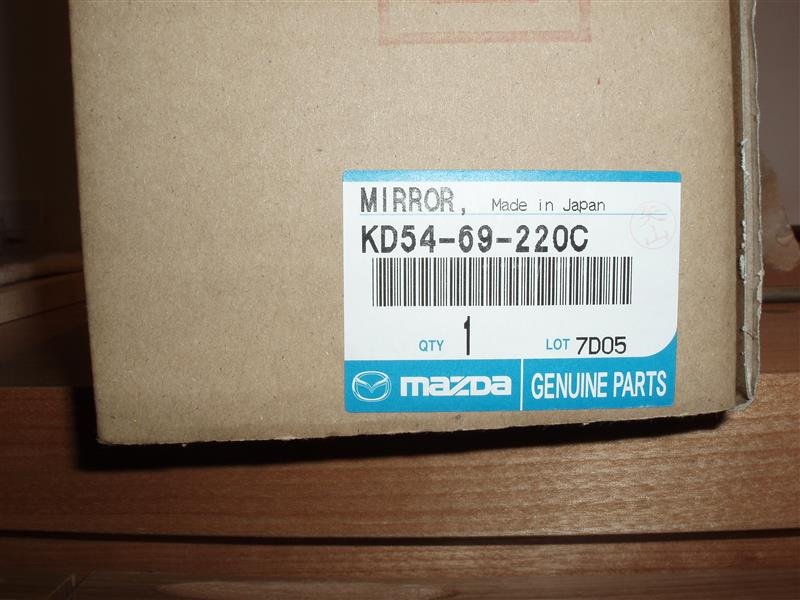 MIRROR, Made in Japan
KD54-69-220C
QTY 1 LOT 7D05
mazda GENUINE PARTS